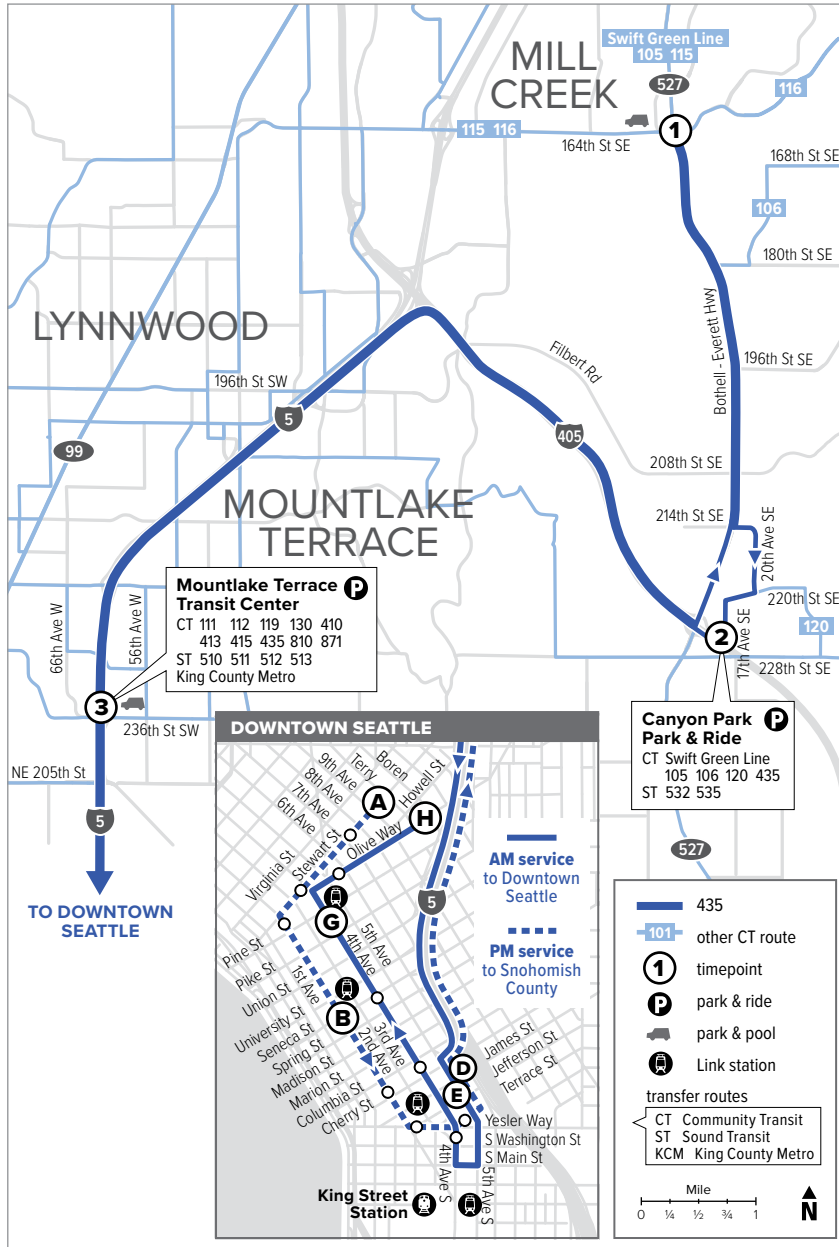 MILL
CREEK
Swift Green Line
105 115
527
116
115 116
1
164th St SE
168th St SE
106
180th St SE
LYNNWOOD
Bothell - Everett Hwy
Filbert Rd
196th St SE
196th St SW
5
405
99
208th St SE
MOUNTLAKE
TERRACE
214th St SE
20th Ave SE
Mountlake Terrace
Transit Center
P
CT 111 112 119 130 410
413 415 435 810 871
ST 510 511 512 513
King County Metro
66th Ave W
56th Ave W
220th St SE
120
2
17th Ave SE
228th St SE
3
236th St SW
Canyon Park
Park & Ride
P
CT Swift Green Line
105 106 120 435
ST 532 535
NE 205th St
5
TO DOWNTOWN
SEATTLE
527
DOWNTOWN SEATTLE
Boren
Terry
9th Ave
8th Ave
7th Ave
6th Ave
Howell St
A
H
Olive Way
Stewart St
Virginia St
AM service
to Downtown
Seattle
5
G
PM service
to Snohomish
County
5th Ave
4th Ave
Pine St
Pike St
Union St
1st Ave
University St
B
Seneca St
Spring St
Madison St
Marion St
Columbia St
Cherry St
3rd Ave
2nd Ave
D
E
James St
Jefferson St
Terrace St
Yesler Way
S Washington St
S Main St
4th Ave S
5th Ave S
King Street
Station
435
101
other CT route
1
timepoint
P
park & ride
park & pool
Link station
transfer routes
CT Community Transit
ST Sound Transit
KCM King County Metro
Mile
0 ¼ ½ ¾ 1
N